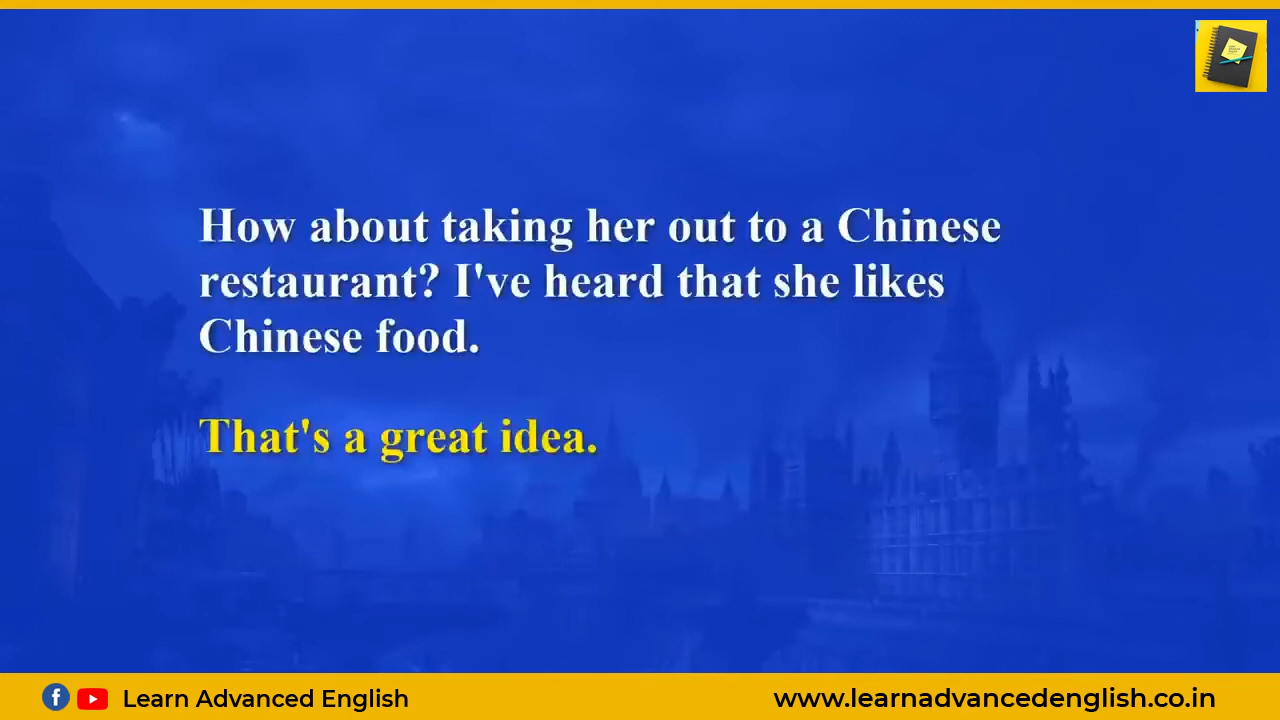 How about taking her out to a Chinese
restaurant? I've heard that she likes
Chinese food.
That's a great idea.
Learn Advanced English
www.learnadvancedenglish.co.in